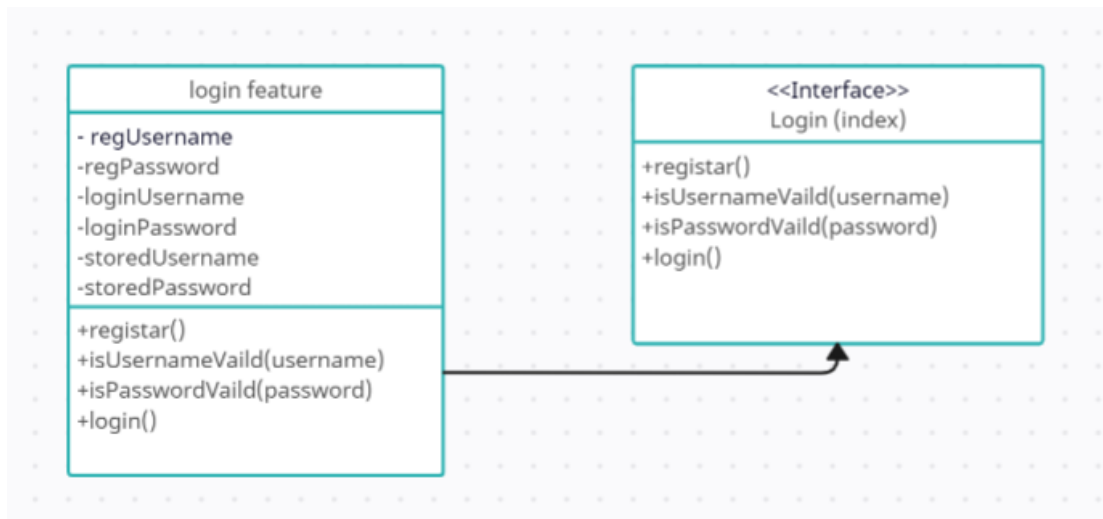 login feature
- regUsername
-regPassword
-loginUsername
-loginPassword
-storedUsername
-storedPassword
+registar()
+isUsernameVaild(username)
+isPasswordVaild(password)
+login()
<<Interface>>
Login (index)
+registar()
+isUsernameVaild(username)
+isPasswordVaild(password)
+login()